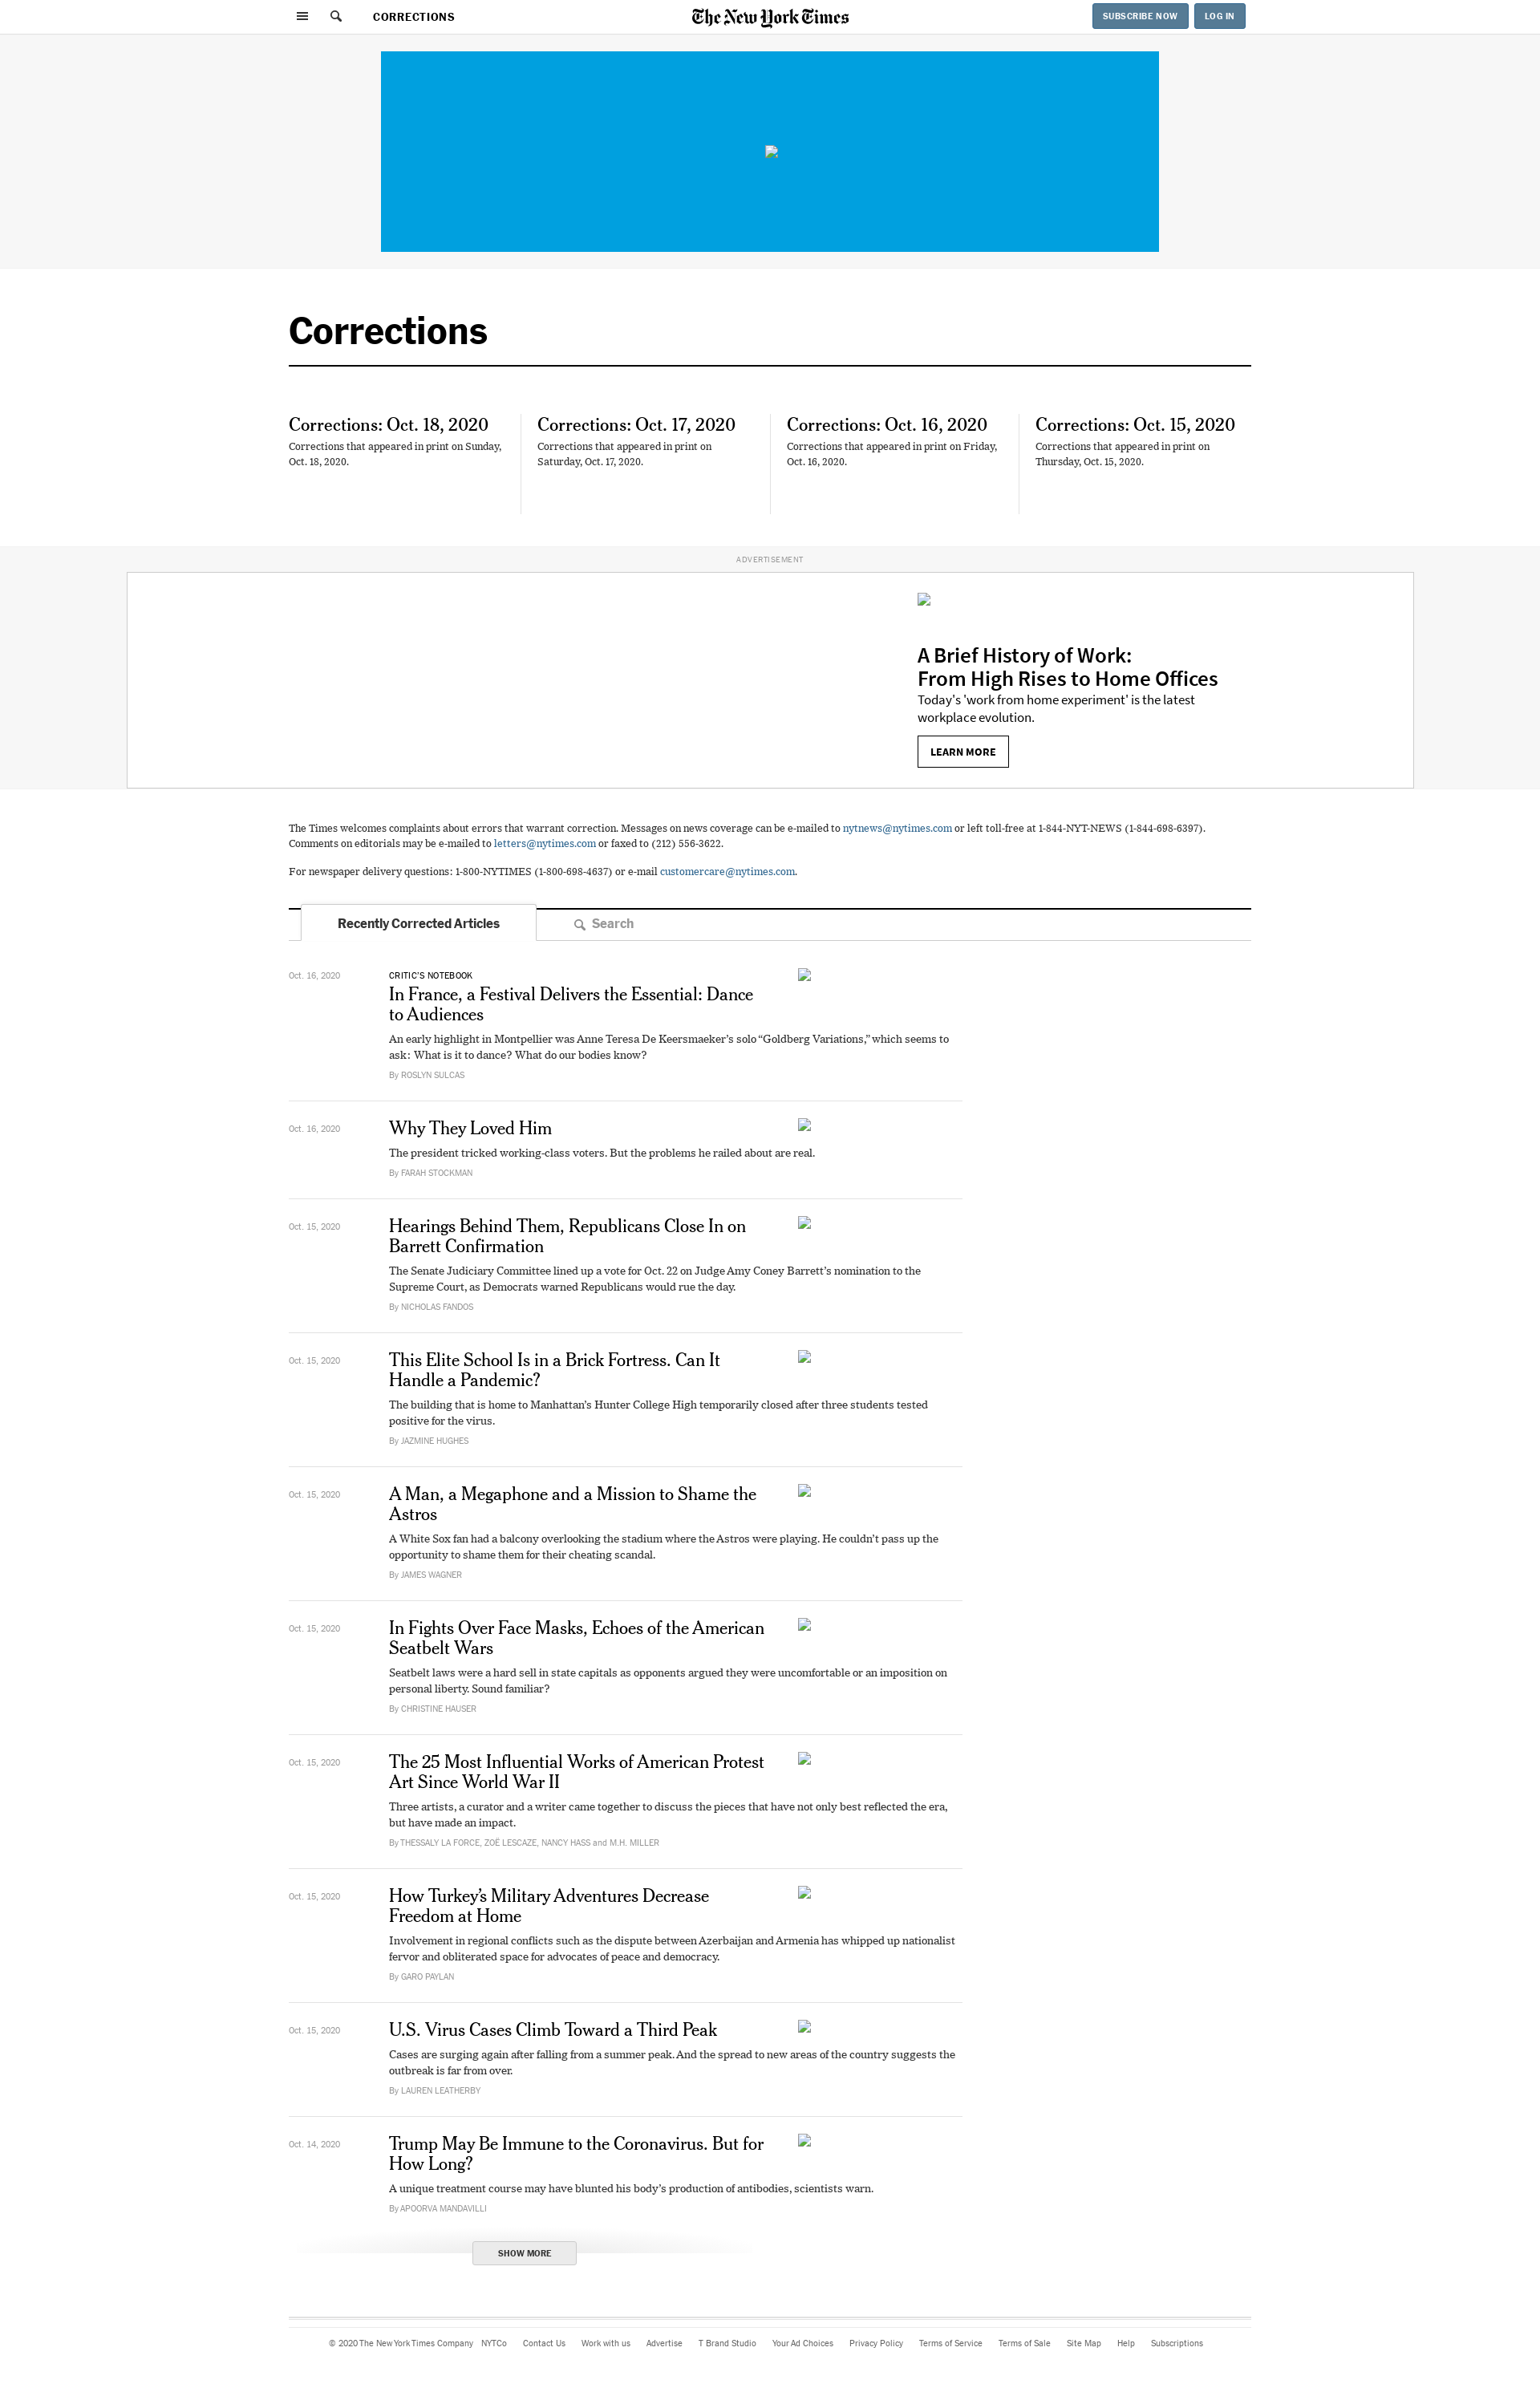 CORRECTIONS
The New York Times
SUBSCRIBE NOW
LOG IN
Corrections
Corrections: Oct. 18, 2020
Corrections that appeared in print on Sunday,
Oct. 18, 2020.
Corrections: Oct. 17, 2020
Corrections that appeared in print on
Saturday, Oct. 17, 2020.
Corrections: Oct. 16, 2020
Corrections that appeared in print on Friday,
Oct. 16, 2020.
Corrections: Oct. 15, 2020
Corrections that appeared in print on
Thursday, Oct. 15, 2020.
ADVERTISEMENT
A Brief History of Work:
From High Rises to Home Offices
Today's 'work from home experiment' is the latest
workplace evolution.
LEARN MORE
The Times welcomes complaints about errors that warrant correction. Messages on news coverage can be e-mailed to nytnews@nytimes.com or left toll-free at 1-844-NYT-NEWS (1-844-698-6397).
Comments on editorials may be e-mailed to letters@nytimes.com or faxed to (212) 556-3622.
For newspaper delivery questions: 1-800-NYTIMES (1-800-698-4637) or e-mail customercare@nytimes.com.
Recently Corrected Articles
Search
Oct. 16, 2020
CRITIC'S NOTEBOOK
In France, a Festival Delivers the Essential: Dance
to Audiences
An early highlight in Montpellier was Anne Teresa De Keersmaeker’s solo “Goldberg Variations,” which seems to
ask: What is it to dance? What do our bodies know?
By ROSLYN SULCAS
Oct. 16, 2020
Why They Loved Him
The president tricked working-class voters. But the problems he railed about are real.
By FARAH STOCKMAN
Oct. 15, 2020
Hearings Behind Them, Republicans Close In on
Barrett Confirmation
The Senate Judiciary Committee lined up a vote for Oct. 22 on Judge Amy Coney Barrett’s nomination to the
Supreme Court, as Democrats warned Republicans would rue the day.
By NICHOLAS FANDOS
Oct. 15, 2020
This Elite School Is in a Brick Fortress. Can It
Handle a Pandemic?
The building that is home to Manhattan’s Hunter College High temporarily closed after three students tested
positive for the virus.
By JAZMINE HUGHES
Oct. 15, 2020
A Man, a Megaphone and a Mission to Shame the
Astros
A White Sox fan had a balcony overlooking the stadium where the Astros were playing. He couldn’t pass up the
opportunity to shame them for their cheating scandal.
By JAMES WAGNER
Oct. 15, 2020
In Fights Over Face Masks, Echoes of the American
Seatbelt Wars
Seatbelt laws were a hard sell in state capitals as opponents argued they were uncomfortable or an imposition on
personal liberty. Sound familiar?
By CHRISTINE HAUSER
Oct. 15, 2020
The 25 Most Influential Works of American Protest
Art Since World War II
Three artists, a curator and a writer came together to discuss the pieces that have not only best reflected the era,
but have made an impact.
By THESSALY LA FORCE, ZOË LESCAZE, NANCY HASS and M.H. MILLER
Oct. 15, 2020
How Turkey’s Military Adventures Decrease
Freedom at Home
Involvement in regional conflicts such as the dispute between Azerbaijan and Armenia has whipped up nationalist
fervor and obliterated space for advocates of peace and democracy.
By GARO PAYLAN
Oct. 15, 2020
U.S. Virus Cases Climb Toward a Third Peak
Cases are surging again after falling from a summer peak. And the spread to new areas of the country suggests the
outbreak is far from over.
By LAUREN LEATHERBY
Oct. 14, 2020
Trump May Be Immune to the Coronavirus. But for
How Long?
A unique treatment course may have blunted his body’s production of antibodies, scientists warn.
By APOORVA MANDAVILLI
SHOW MORE
© 2020 The New York Times Company NYTCo Contact Us Work with us Advertise T Brand Studio Your Ad Choices Privacy Policy Terms of Service Terms of Sale Site Map Help Subscriptions